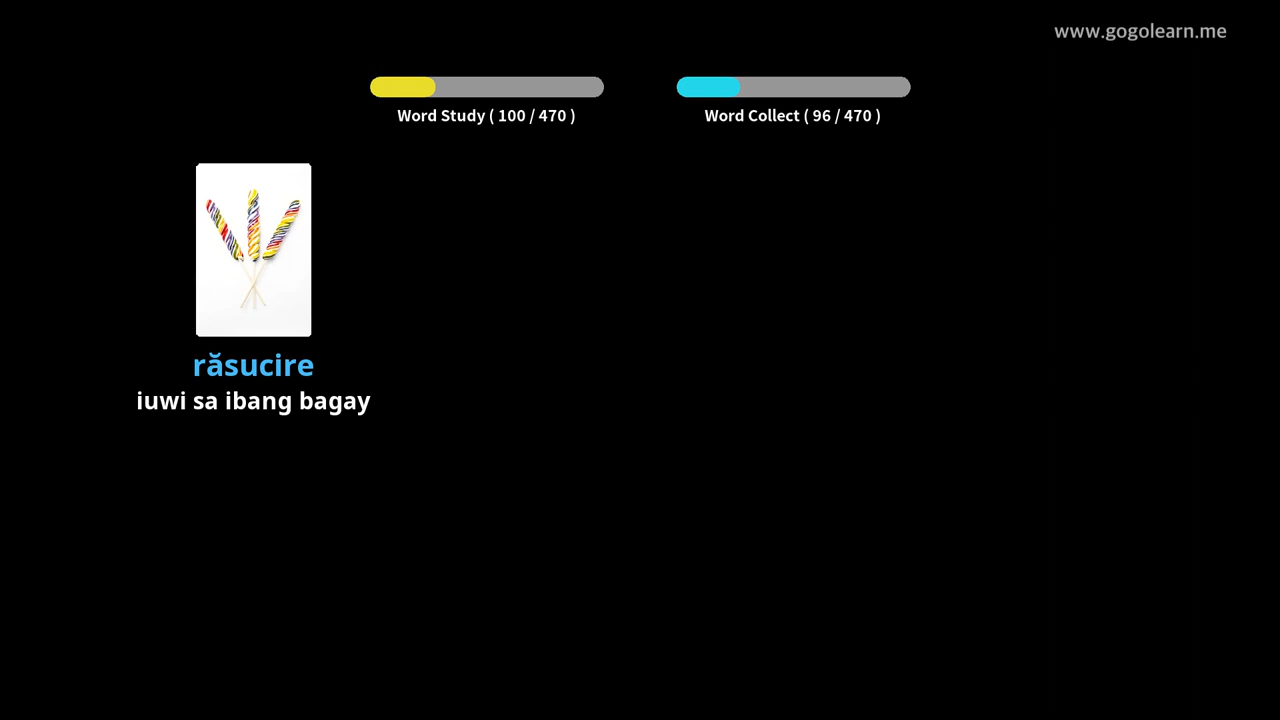 www.gogolearn.me
Word Study ( 100 / 470 )
Word Collect ( 96 / 470 )
răsucire
iuwi sa ibang bagay